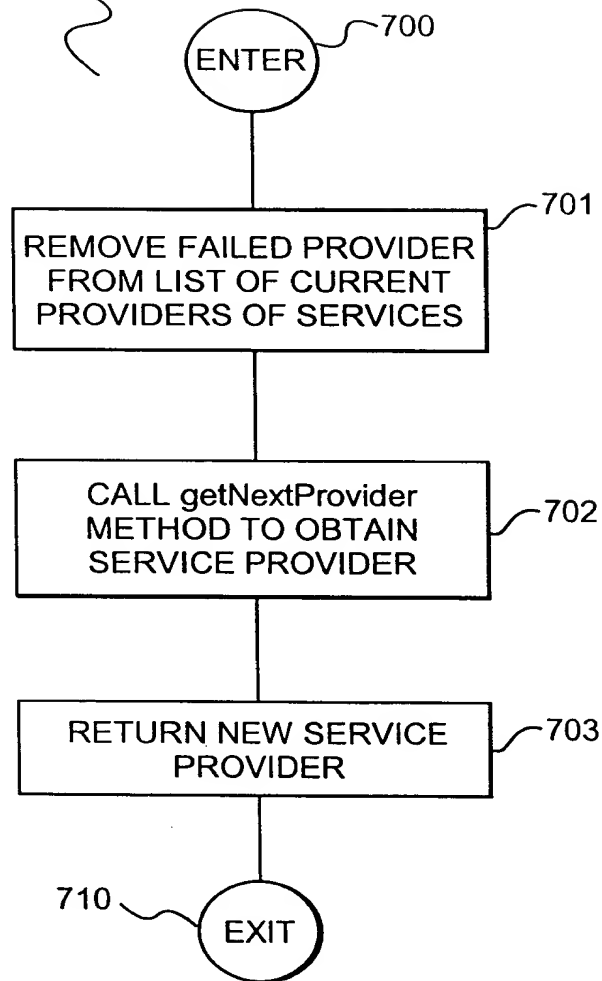 700
ENTER
701
REMOVE FAILED PROVIDER
FROM LIST OF CURRENT
PROVIDERS OF SERVICES
CALL getNextProvider
METHOD TO OBTAIN
SERVICE PROVIDER
702
RETURN NEW SERVICE
PROVIDER
703
710
EXIT